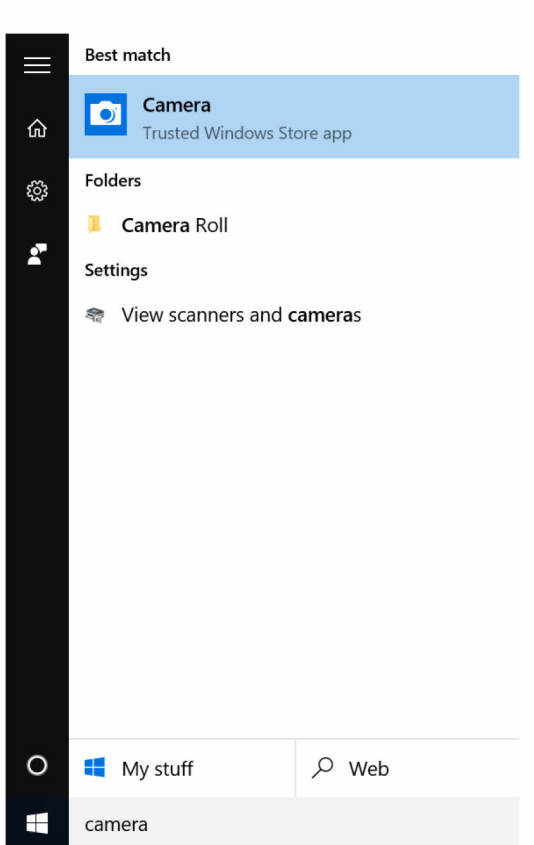 Best match
Camera
Trusted Windows Store app
Folders
Camera Roll
Settings
View scanners and cameras
My stuff
Web
camera